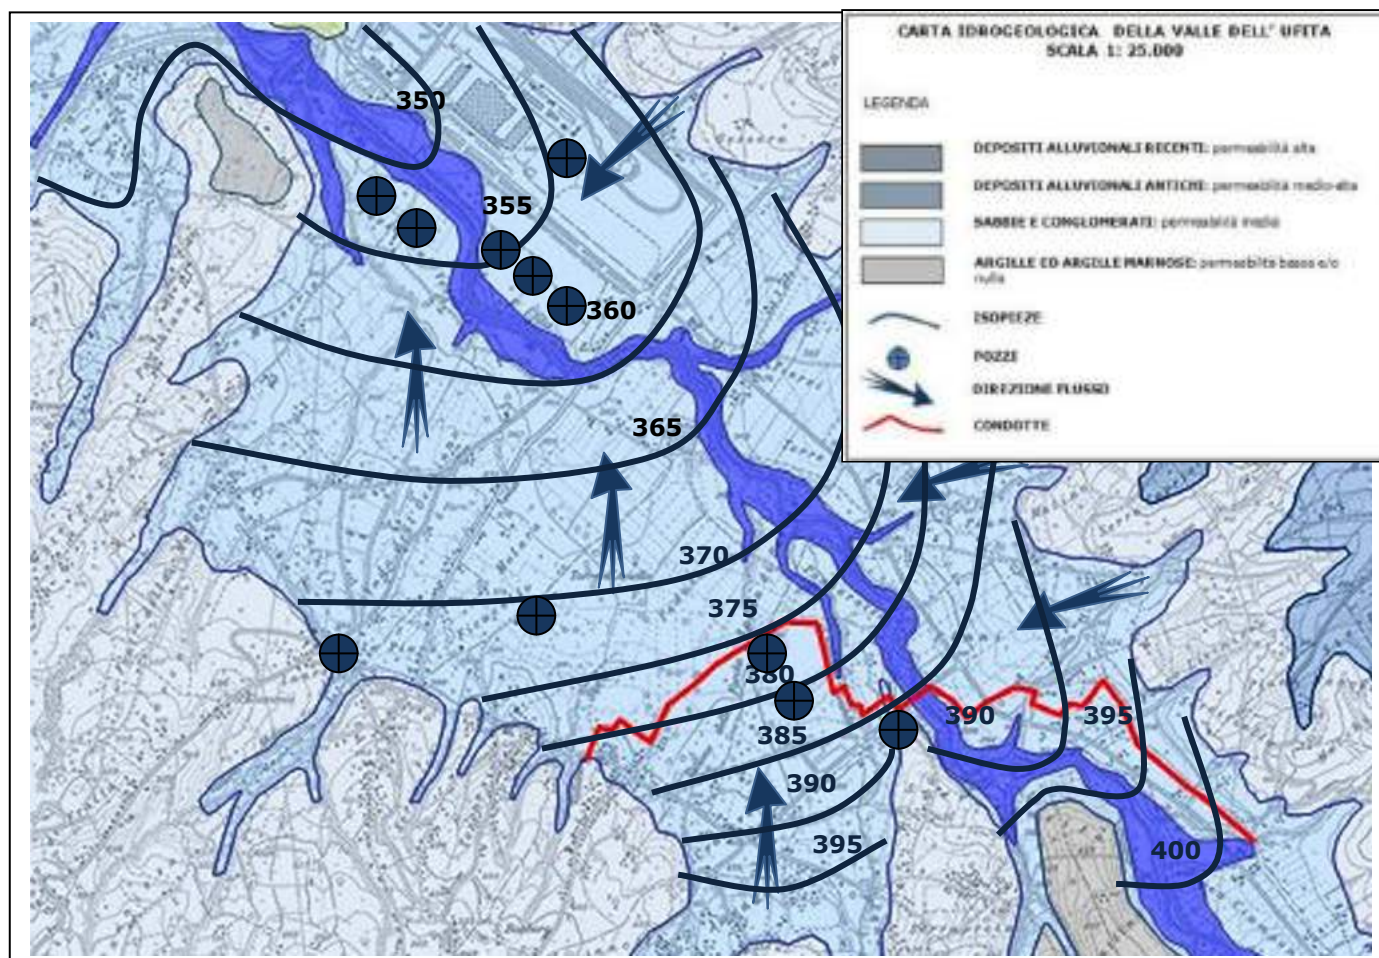 CARTA IDROGEOLOGICA DELLA VALLE DELL' UFITA
SCALA 1: 25.000
LEGENDA
DEPOSITI ALLUVIONALI RECENTI: permeabilità alta
DEPOSITI ALLUVIONALI ANTICHI: permeabilità medio-alta
SABBIE E CONGLOMERATI: permeabilità media
ARGILLE ED ARGILLE MARNOSE: permeabilità bassa e/o
nulla
ISOPIEZE
POZZI
DIREZIONE FLUSSO
CONDOTTE
350
355
360
365
370
375
380
385
390
395
390
395
400